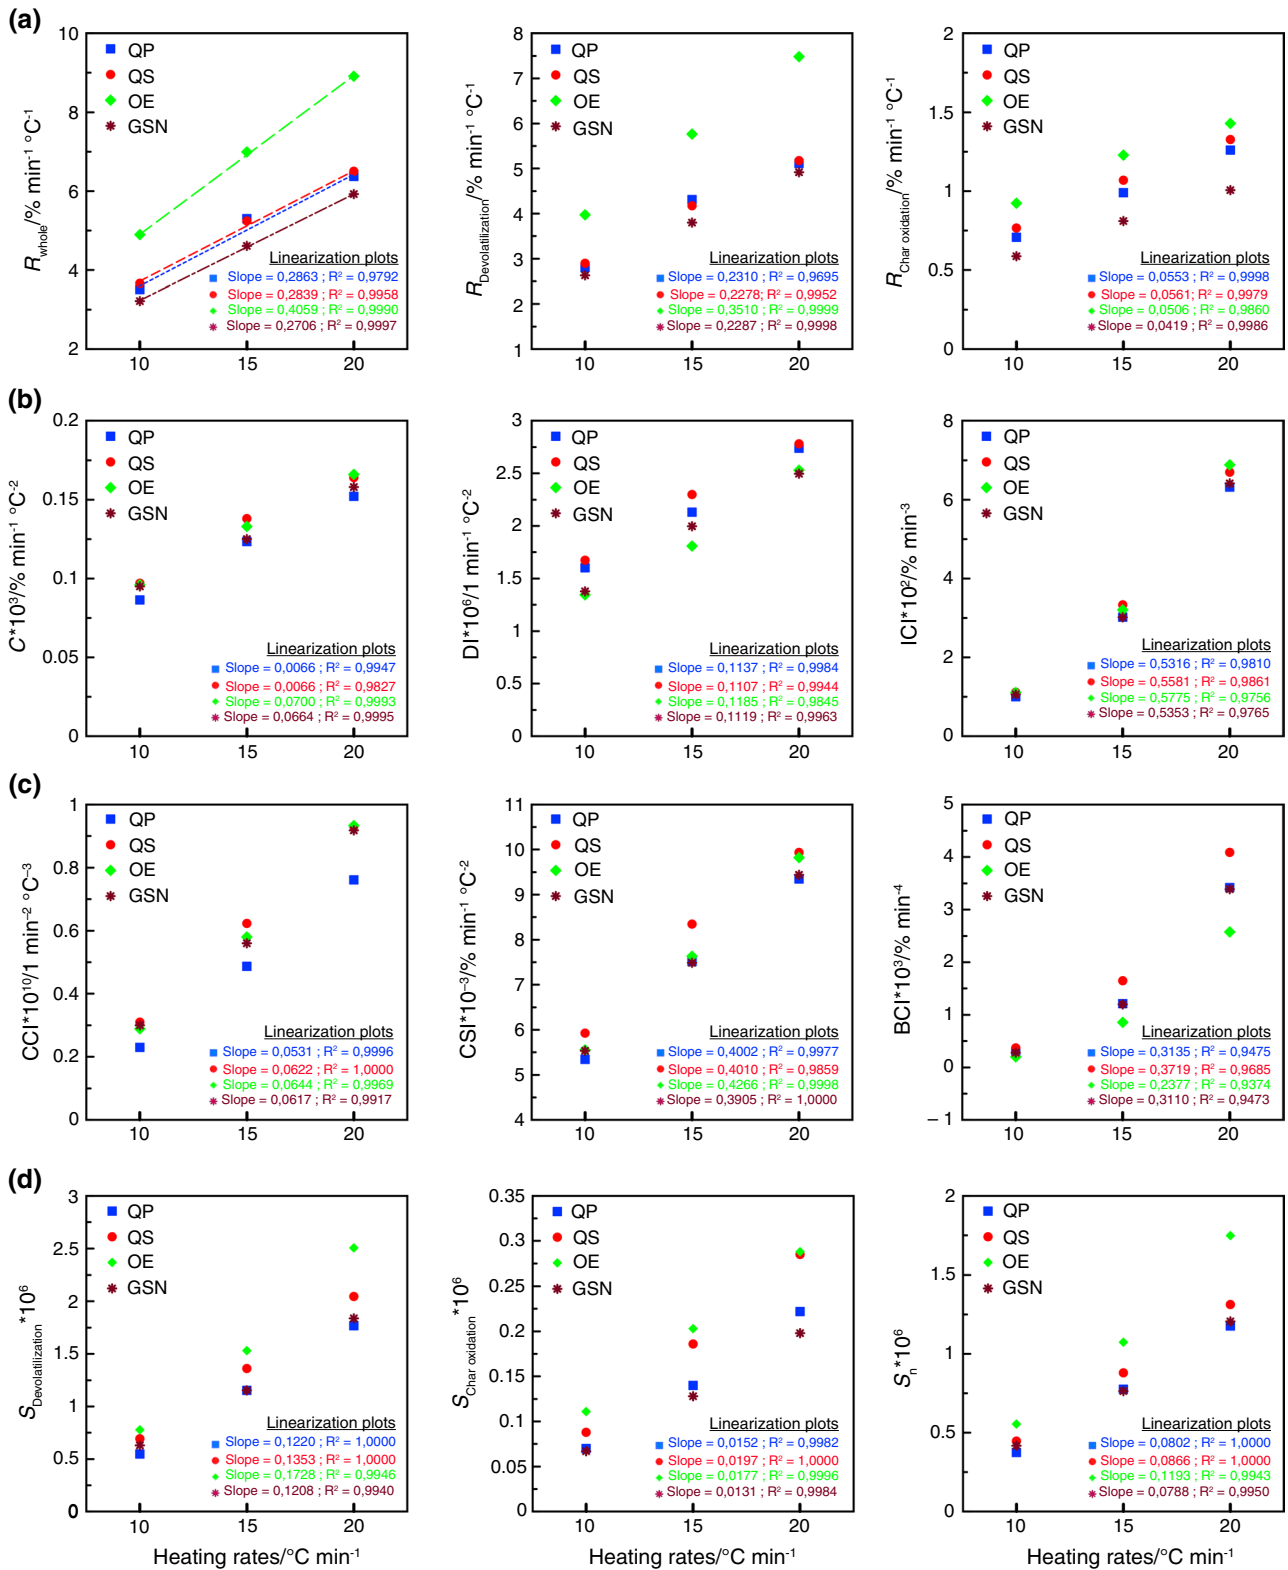 (a)
10
8
6
4
2
R_whole/% min⁻¹ °C⁻¹
QP
QS
OE
GSN
Linearization plots
Slope = 0,2863 ; R² = 0,9792
Slope = 0,2839 ; R² = 0,9958
Slope = 0,4059 ; R² = 0,9990
Slope = 0,2706 ; R² = 0,9997
10 15 20
8
7
6
5
4
3
2
1
R_Devolatilization/% min⁻¹ °C⁻¹
QP
QS
OE
GSN
Linearization plots
Slope = 0,2310 ; R² = 0,9695
Slope = 0,2278; R² = 0,9952
Slope = 0,3510 ; R² = 0,9999
Slope = 0,2287 ; R² = 0,9998
10 15 20
2
1.5
1
0.5
0
R_Char oxidation/% min⁻¹ °C⁻¹
QP
QS
OE
GSN
Linearization plots
Slope = 0,0553 ; R² = 0,9998
Slope = 0,0561 ; R² = 0,9979
Slope = 0,0506 ; R² = 0,9860
Slope = 0,0419 ; R² = 0,9986
10 15 20
(b)
0.2
0.15
0.1
0.05
0
C*10³/% min⁻¹ °C⁻²
QP
QS
OE
GSN
Linearization plots
Slope = 0,0066 ; R² = 0,9947
Slope = 0,0066 ; R² = 0,9827
Slope = 0,0700 ; R² = 0,9993
Slope = 0,0664 ; R² = 0,9995
10 15 20
3
2.5
2
1.5
1
0.5
0
DI*10⁶/1 min⁻¹ °C⁻²
QP
QS
OE
GSN
Linearization plots
Slope = 0,1137 ; R² = 0,9984
Slope = 0,1107 ; R² = 0,9944
Slope = 0,1185 ; R² = 0,9845
Slope = 0,1119 ; R² = 0,9963
10 15 20
8
6
4
2
0
ICI*10²/% min⁻³
QP
QS
OE
GSN
Linearization plots
Slope = 0,5316 ; R² = 0,9810
Slope = 0,5581 ; R² = 0,9861
Slope = 0,5775 ; R² = 0,9756
Slope = 0,5353 ; R² = 0,9765
10 15 20
(c)
1
0.8
0.6
0.4
0.2
0
CCI*10¹⁰/1 min⁻² °C⁻³
QP
QS
OE
GSN
Linearization plots
Slope = 0,0531 ; R² = 0,9996
Slope = 0,0622 ; R² = 1,0000
Slope = 0,0644 ; R² = 0,9969
Slope = 0,0617 ; R² = 0,9917
10 15 20
11
10
9
8
7
6
5
4
CSI*10⁻³/% min⁻¹ °C⁻²
QP
QS
OE
GSN
Linearization plots
Slope = 0,4002 ; R² = 0,9977
Slope = 0,4010 ; R² = 0,9859
Slope = 0,4266 ; R² = 0,9998
Slope = 0,3905 ; R² = 1,0000
10 15 20
5
4
3
2
1
0
– 1
BCI*10³/% min⁻⁴
QP
QS
OE
GSN
Linearization plots
Slope = 0,3135 ; R² = 0,9475
Slope = 0,3719 ; R² = 0,9685
Slope = 0,2377 ; R² = 0,9374
Slope = 0,3110 ; R² = 0,9473
10 15 20
(d)
3
2.5
2
1.5
1
0.5
0
S_Devolatilization*10⁶
QP
QS
OE
GSN
Linearization plots
Slope = 0,1220 ; R² = 1,0000
Slope = 0,1353 ; R² = 1,0000
Slope = 0,1728 ; R² = 0,9946
Slope = 0,1208 ; R² = 0,9940
10 15 20
Heating rates/°C min⁻¹
0.35
0.3
0.25
0.2
0.15
0.1
0.05
0
S_Char oxidation*10⁶
QP
QS
OE
GSN
Linearization plots
Slope = 0,0152 ; R² = 0,9982
Slope = 0,0197 ; R² = 1,0000
Slope = 0,0177 ; R² = 0,9996
Slope = 0,0131 ; R² = 0,9984
10 15 20
Heating rates/°C min⁻¹
2
1.5
1
0.5
0
S_n*10⁶
QP
QS
OE
GSN
Linearization plots
Slope = 0,0802 ; R² = 1,0000
Slope = 0,0866 ; R² = 1,0000
Slope = 0,1193 ; R² = 0,9943
Slope = 0,0788 ; R² = 0,9950
10 15 20
Heating rates/°C min⁻¹